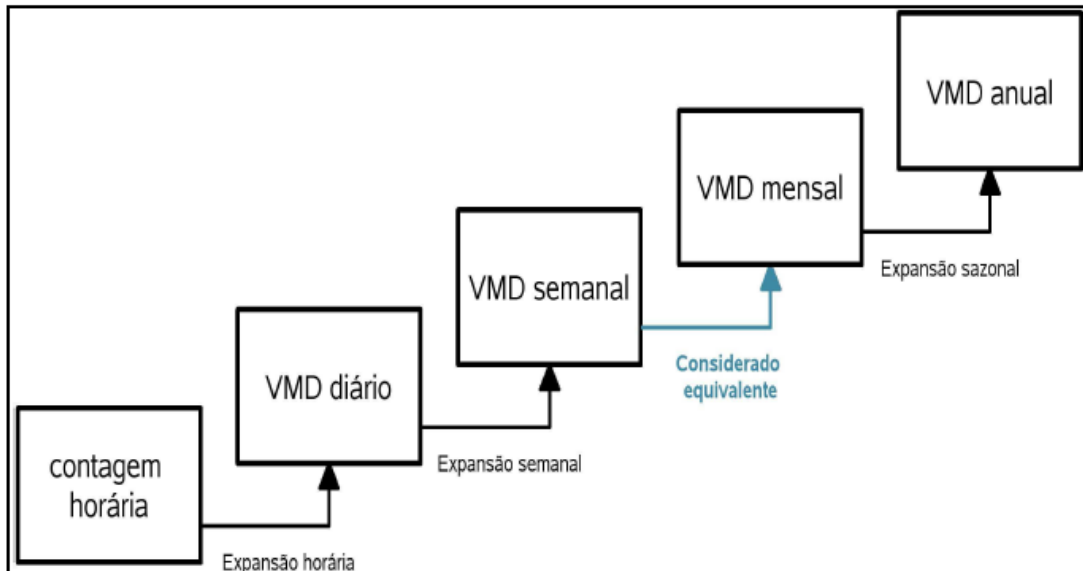 VMD anual
VMD mensal
Expansão sazonal
VMD semanal
Considerado
equivalente
VMD diário
Expansão semanal
contagem
horária
Expansão horária